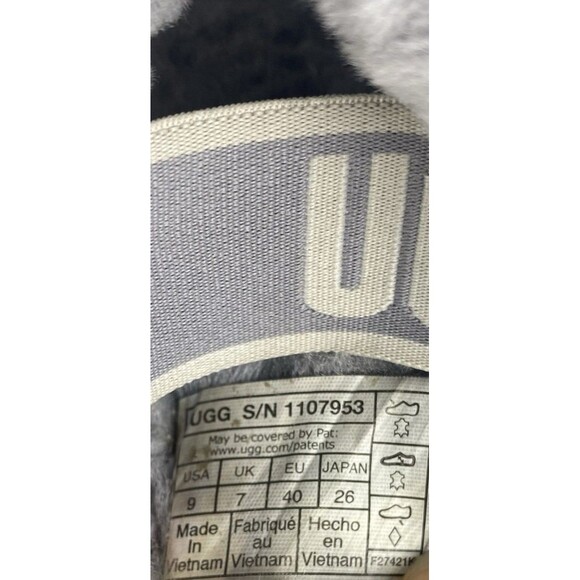 UG
UGG S/N 1107953
May be covered by Pat:
www.ugg.com/patents
USA UK EU JAPAN
9 7 40 26
Made In Vietnam
Fabriqué au Vietnam
Hecho en Vietnam